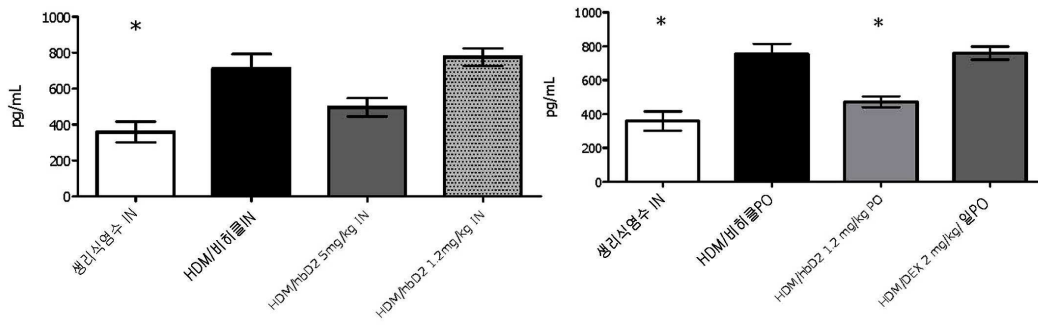 1000
800
600
400
200
0
pg/mL
*
생리식염수 IN
HDM/비히클IN
HDM/hbD2 5mg/kg IN
HDM/hbD2 1.2mg/kg IN
1000
800
600
400
200
0
pg/mL
*
*
생리식염수 IN
HDM/비히클PO
HDM/hbD2 1.2 mg/kg PO
HDM/DEX 2 mg/kg/ 일PO